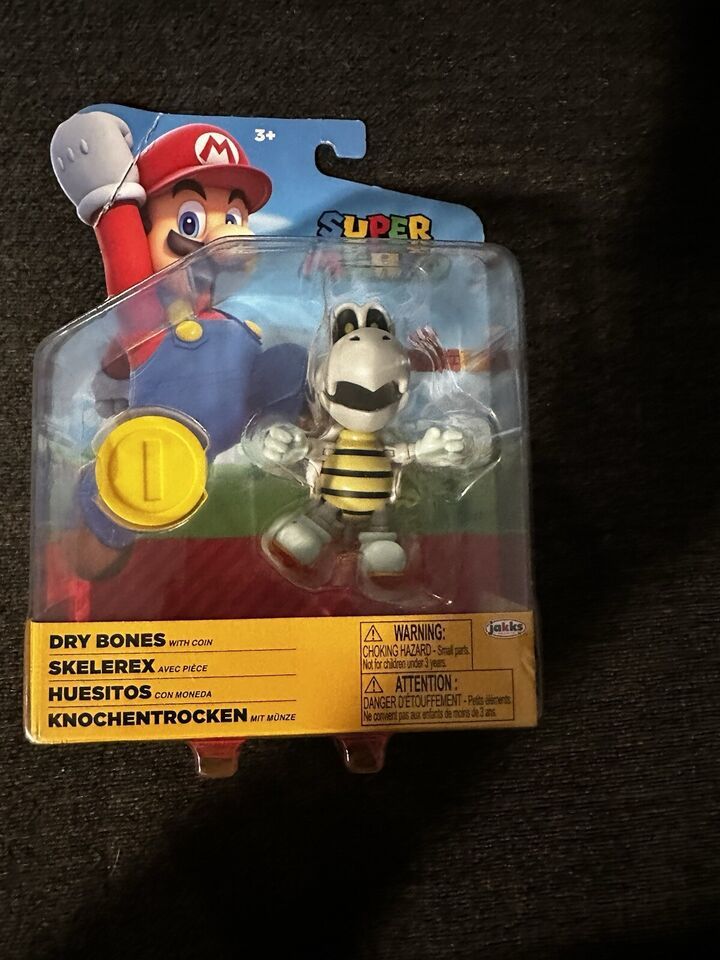 3+
M
SUPER
MARIO
DRY BONES WITH COIN
SKELEREX AVEC PIÈCE
HUESITOS CON MONEDA
KNOCHENTROCKEN MIT MÜNZE
WARNING:
CHOKING HAZARD - Small parts.
Not for children under 3 years.
ATTENTION :
DANGER D'ÉTOUFFEMENT - Petits éléments.
Ne convient pas aux enfants de moins de 3 ans.
jakks